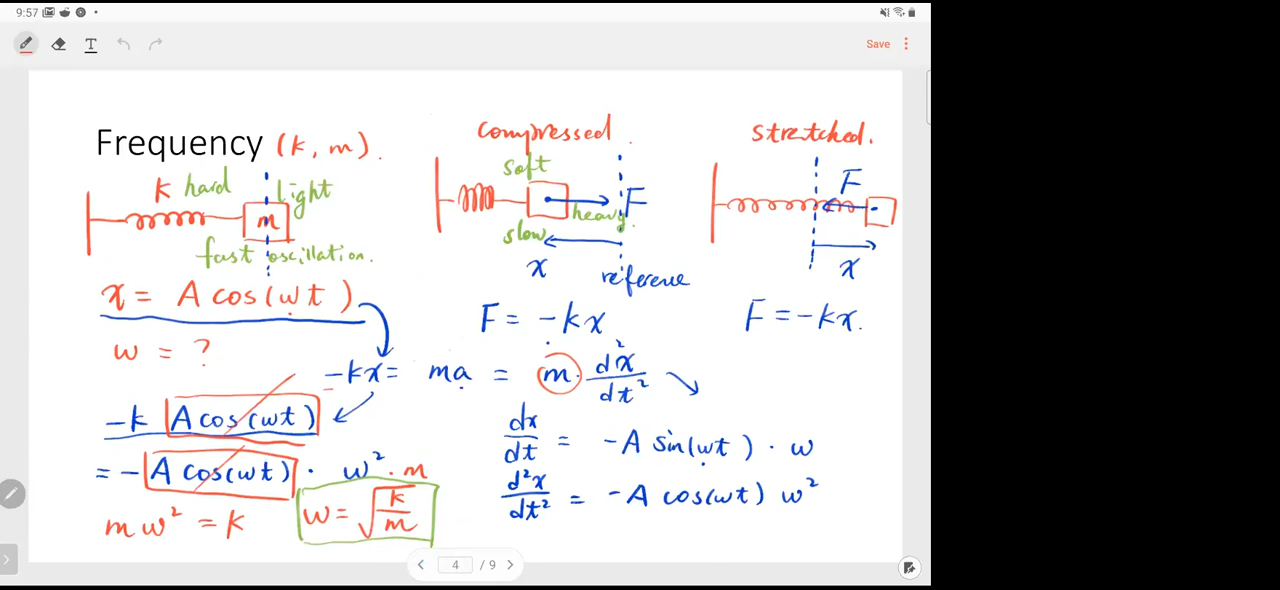 9:57
T
Save
Frequency (k, m).
k hard
light
m
fast oscillation.
x = A cos(ωt)
ω = ?
compressed.
soft
F
heavy
slow
x
reference
F = -kx
stretched.
F
x
F = -kx.
-kx = ma = m · d²x/dt²
-k A cos(ωt)
= - A cos(ωt) · ω² · m
mω² = k
ω = √(k/m)
dx/dt = -A sin(ωt) · ω
d²x/dt² = -A cos(ωt) ω²
4 / 9